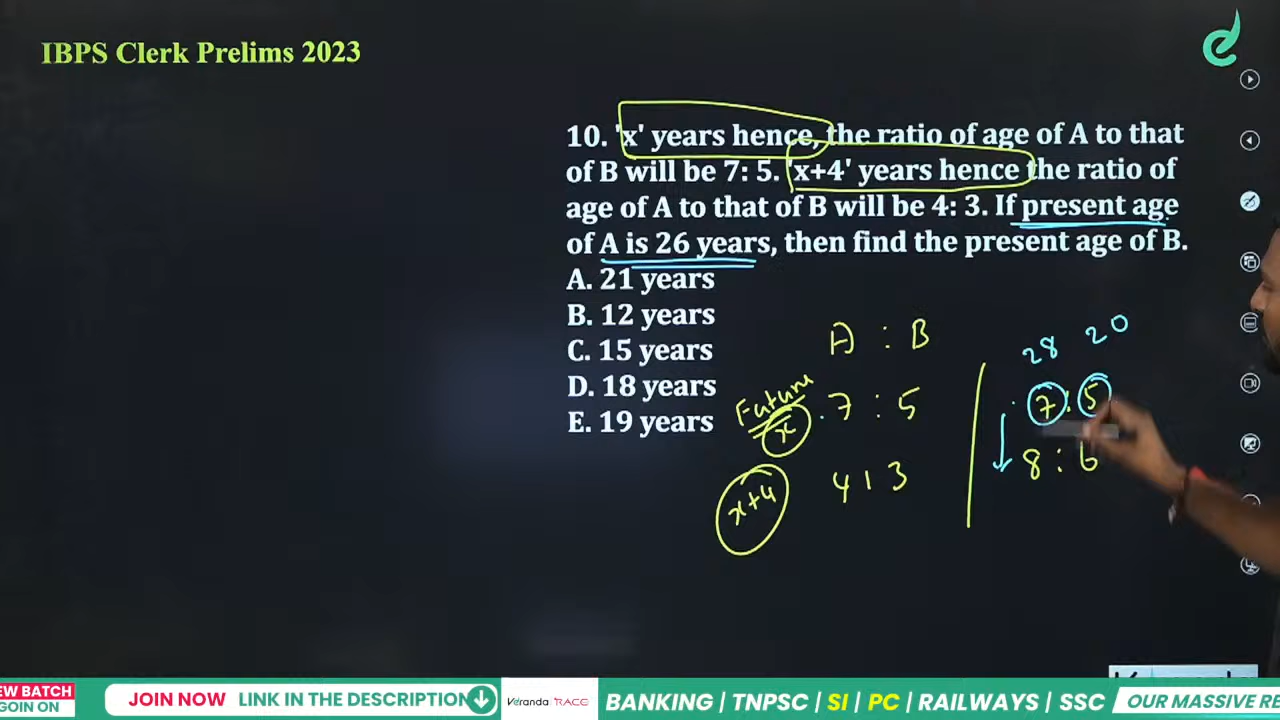 IBPS Clerk Prelims 2023
10. 'x' years hence, the ratio of age of A to that
of B will be 7: 5. 'x+4' years hence the ratio of
age of A to that of B will be 4: 3. If present age
of A is 26 years, then find the present age of B.
A. 21 years
B. 12 years
C. 15 years
D. 18 years
E. 19 years
A : B
Future
x 7 : 5
x+4 4 : 3
28 20
7 : 5
8 : 6
NEW BATCH
GOIN ON
JOIN NOW LINK IN THE DESCRIPTION
Veranda RACE
BANKING | TNPSC | SI | PC | RAILWAYS | SSC
OUR MASSIVE RE